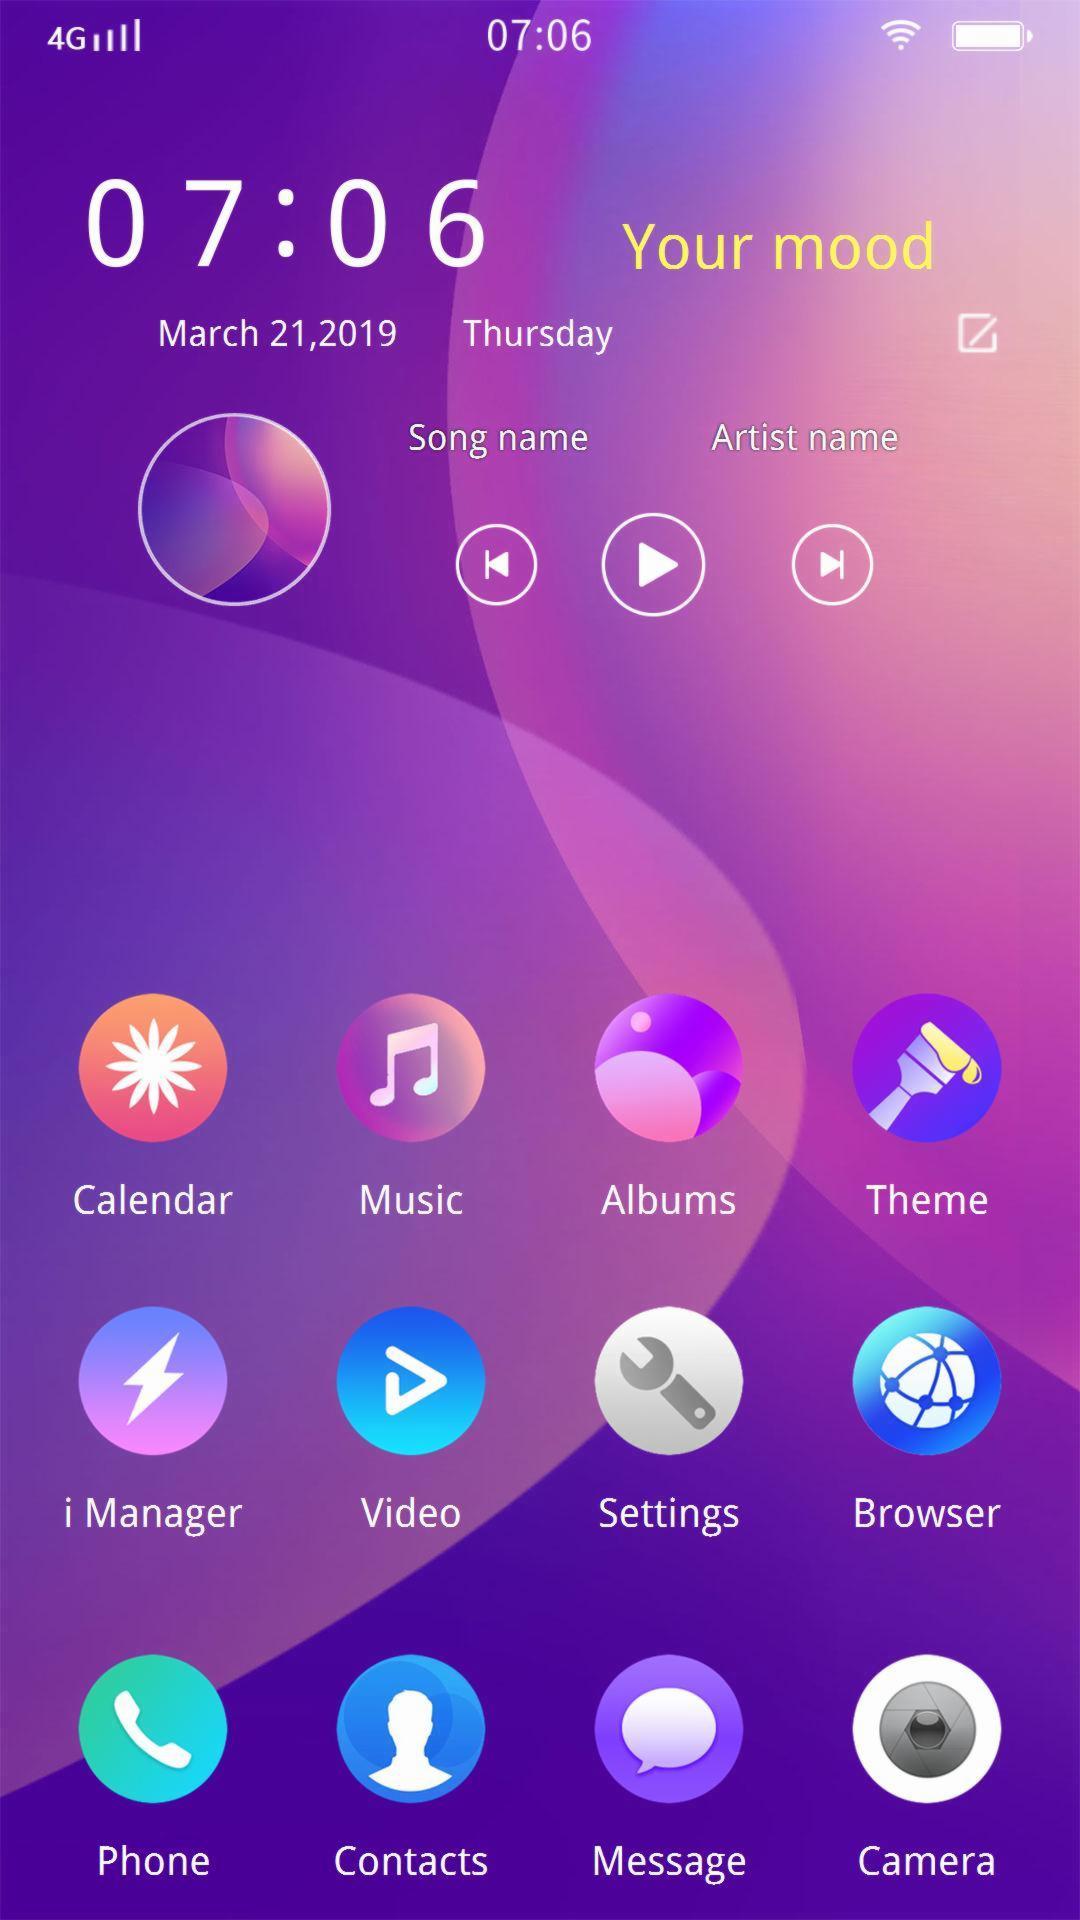 4G 07:06
07:06
Your mood
March 21,2019 Thursday
Song name Artist name
Calendar Music Albums Theme
i Manager Video Settings Browser
Phone Contacts Message Camera